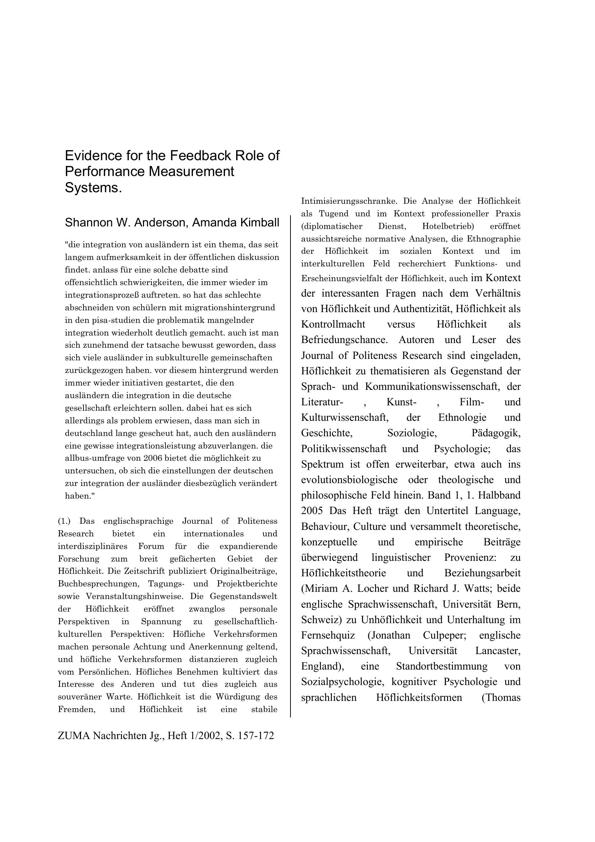 Evidence for the Feedback Role of
Performance Measurement
Systems.
Shannon W. Anderson, Amanda Kimball
"die integration von ausländern ist ein thema, das seit
langem aufmerksamkeit in der öffentlichen diskussion
findet. anlass für eine solche debatte sind
offensichtlich schwierigkeiten, die immer wieder im
integrationsprozeß auftreten. so hat das schlechte
abschneiden von schülern mit migrationshintergrund
in den pisa-studien die problematik mangelnder
integration wiederholt deutlich gemacht. auch ist man
sich zunehmend der tatsache bewusst geworden, dass
sich viele ausländer in subkulturelle gemeinschaften
zurückgezogen haben. vor diesem hintergrund werden
immer wieder initiativen gestartet, die den
ausländern die integration in die deutsche
gesellschaft erleichtern sollen. dabei hat es sich
allerdings als problem erwiesen, dass man sich in
deutschland lange gescheut hat, auch den ausländern
eine gewisse integrationsleistung abzuverlangen. die
allbus-umfrage von 2006 bietet die möglichkeit zu
untersuchen, ob sich die einstellungen der deutschen
zur integration der ausländer diesbezüglich verändert
haben."
(1.) Das englischsprachige Journal of Politeness
Research bietet ein internationales und
interdisziplinäres Forum für die expandierende
Forschung zum breit gefächerten Gebiet der
Höflichkeit. Die Zeitschrift publiziert Originalbeiträge,
Buchbesprechungen, Tagungs- und Projektberichte
sowie Veranstaltungshinweise. Die Gegenstandswelt
der Höflichkeit eröffnet zwanglos personale
Perspektiven in Spannung zu gesellschaftlich-
kulturellen Perspektiven: Höfliche Verkehrsformen
machen personale Achtung und Anerkennung geltend,
und höfliche Verkehrsformen distanzieren zugleich
vom Persönlichen. Höfliches Benehmen kultiviert das
Interesse des Anderen und tut dies zugleich aus
souveräner Warte. Höflichkeit ist die Würdigung des
Fremden, und Höflichkeit ist eine stabile
Intimisierungsschranke. Die Analyse der Höflichkeit
als Tugend und im Kontext professioneller Praxis
(diplomatischer Dienst, Hotelbetrieb) eröffnet
aussichtsreiche normative Analysen, die Ethnographie
der Höflichkeit im sozialen Kontext und im
interkulturellen Feld recherchiert Funktions- und
Erscheinungsvielfalt der Höflichkeit, auch im Kontext
der interessanten Fragen nach dem Verhältnis
von Höflichkeit und Authentizität, Höflichkeit als
Kontrollmacht versus Höflichkeit als
Befriedungschance. Autoren und Leser des
Journal of Politeness Research sind eingeladen,
Höflichkeit zu thematisieren als Gegenstand der
Sprach- und Kommunikationswissenschaft, der
Literatur- , Kunst- , Film- und
Kulturwissenschaft, der Ethnologie und
Geschichte, Soziologie, Pädagogik,
Politikwissenschaft und Psychologie; das
Spektrum ist offen erweiterbar, etwa auch ins
evolutionsbiologische oder theologische und
philosophische Feld hinein. Band 1, 1. Halbband
2005 Das Heft trägt den Untertitel Language,
Behaviour, Culture und versammelt theoretische,
konzeptuelle und empirische Beiträge
überwiegend linguistischer Provenienz: zu
Höflichkeitstheorie und Beziehungsarbeit
(Miriam A. Locher und Richard J. Watts; beide
englische Sprachwissenschaft, Universität Bern,
Schweiz) zu Unhöflichkeit und Unterhaltung im
Fernsehquiz (Jonathan Culpeper; englische
Sprachwissenschaft, Universität Lancaster,
England), eine Standortbestimmung von
Sozialpsychologie, kognitiver Psychologie und
sprachlichen Höflichkeitsformen (Thomas
ZUMA Nachrichten Jg., Heft 1/2002, S. 157-172